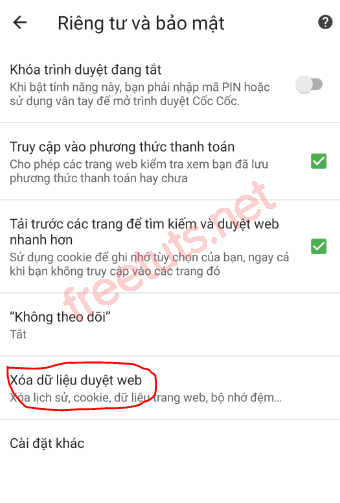 Riêng tư và bảo mật
Khóa trình duyệt đang tắt
Khi bật tính năng này, bạn phải nhập mã PIN hoặc
sử dụng vân tay để mở trình duyệt Cốc Cốc.
Truy cập vào phương thức thanh toán
Cho phép các trang web kiểm tra xem bạn đã lưu
phương thức thanh toán hay chưa
Tải trước các trang để tìm kiếm và duyệt web
nhanh hơn
Sử dụng cookie để ghi nhớ tùy chọn của bạn, ngay cả
khi bạn không truy cập vào các trang đó
freetuts.net
“Không theo dõi”
Tắt
Xóa dữ liệu duyệt web
Xóa lịch sử, cookie, dữ liệu trang web, bộ nhớ đệm...
Cài đặt khác